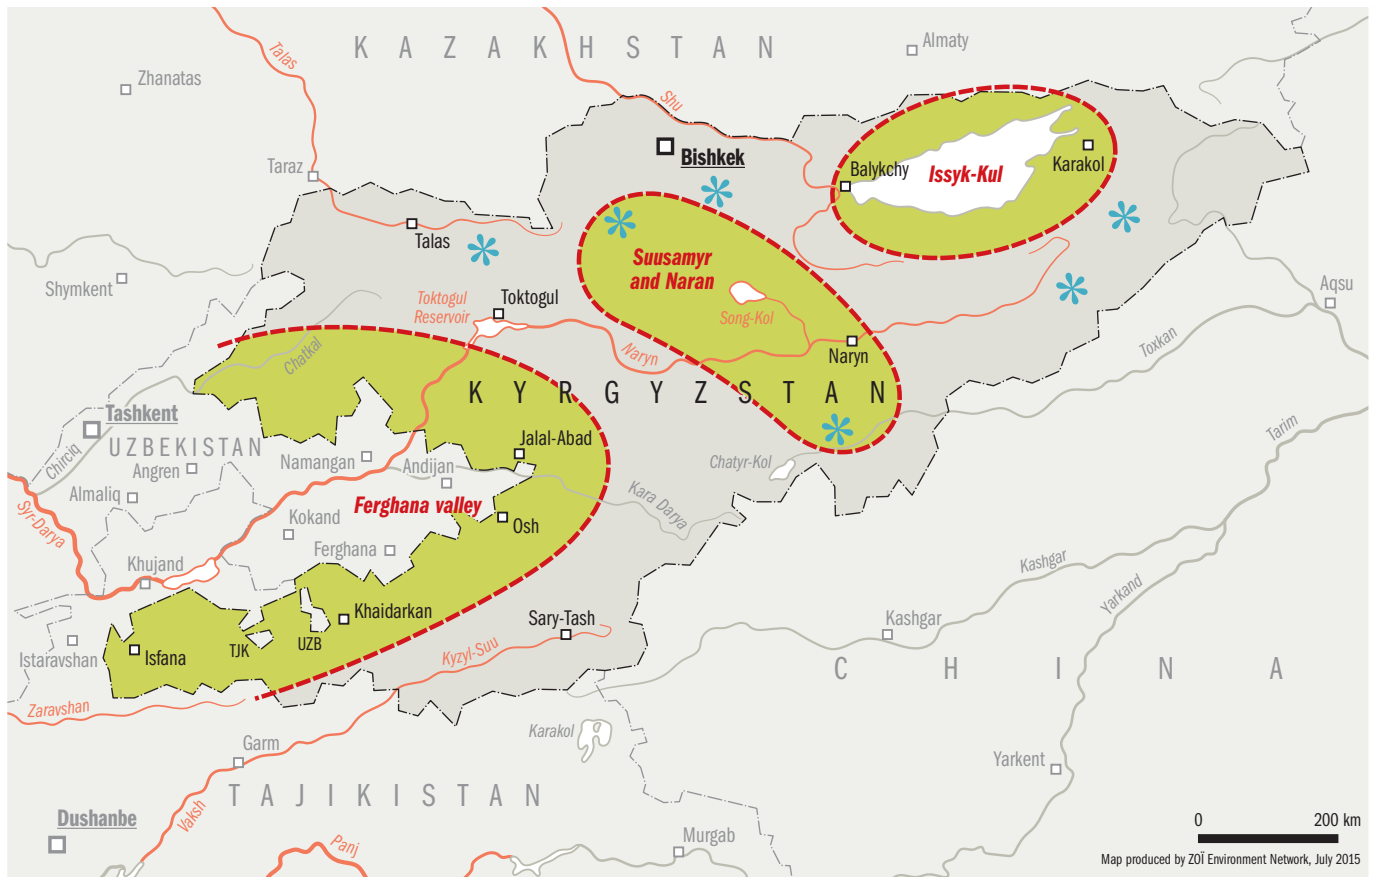 KAZAKHSTAN
Almaty
Zhanatas
Talas
Shu
Bishkek
Taraz
Balykchy
Issyk-Kul
Karakol
Talas
Suusamyr
and Naran
Shymkent
Toktogul
Reservoir
Toktogul
Song-Kol
Aqsu
Chatkal
Naryn
Naryn
Toxkan
KYRGYZSTAN
Tashkent
UZBEKISTAN
Chirciq
Angren
Almaliq
Namangan
Andijan
Jalal-Abad
Chatyr-Kol
Tarim
Ferghana valley
Kara Darya
Syr-Darya
Kokand
Osh
Ferghana
Khujand
Kashgar
Yarkand
Khaidarkan
Sary-Tash
Kashgar
Istaravshan
Isfana
TJK
UZB
Kyzyl-Suu
CHINA
Zaravshan
Karakol
Garm
Yarkent
TAJIKISTAN
Vaksh
Dushanbe
Panj
Murgab
0 200 km
Map produced by ZOÏ Environment Network, July 2015